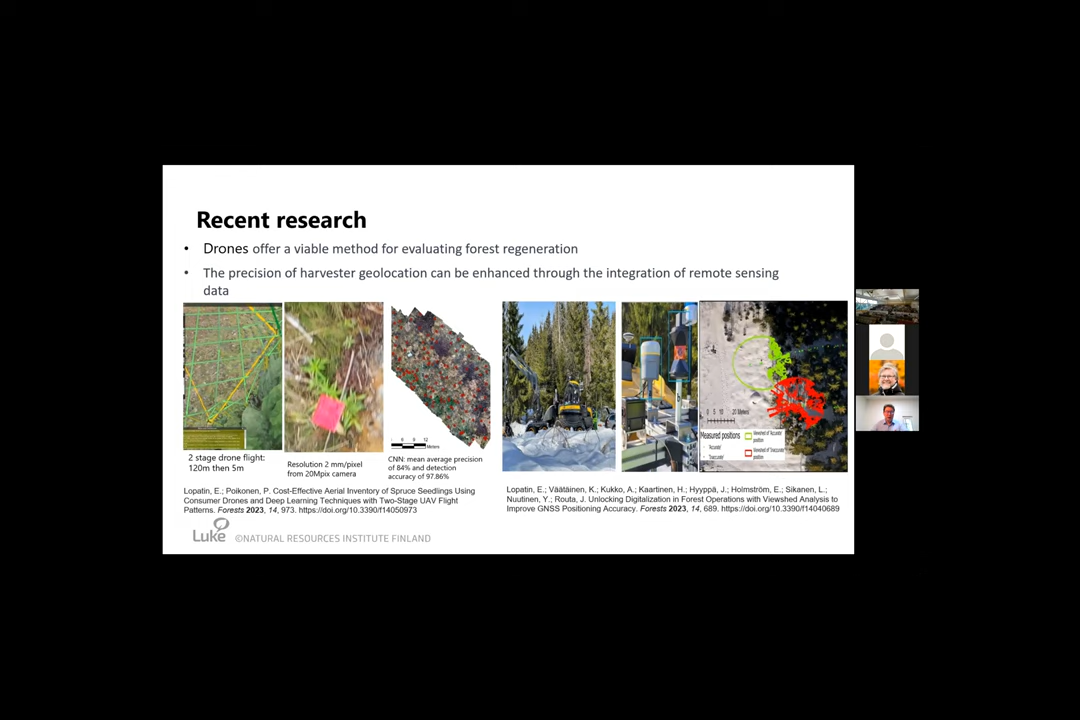 Recent research
• Drones offer a viable method for evaluating forest regeneration
• The precision of harvester geolocation can be enhanced through the integration of remote sensing
data
2 stage drone flight:
120m then 5m
Resolution 2 mm/pixel
from 20Mpix camera
Meters
CNN: mean average precision
of 84% and detection
accuracy of 97.86%
Lopatin, E.; Poikonen, P. Cost-Effective Aerial Inventory of Spruce Seedlings Using
Consumer Drones and Deep Learning Techniques with Two-Stage UAV Flight
Patterns. Forests 2023, 14, 973. https://doi.org/10.3390/f14050973
0 5 10 20 Meters
Measured positions
"Accurate"
"Inaccurate"
Viewshed of "Accurate"
position
Viewshed of "Inaccurate"
position
Lopatin, E.; Väätäinen, K.; Kukko, A.; Kaartinen, H.; Hyyppä, J.; Holmström, E.; Sikanen, L.;
Nuutinen, Y.; Routa, J. Unlocking Digitalization in Forest Operations with Viewshed Analysis to
Improve GNSS Positioning Accuracy. Forests 2023, 14, 689. https://doi.org/10.3390/f14040689
Luke ©NATURAL RESOURCES INSTITUTE FINLAND